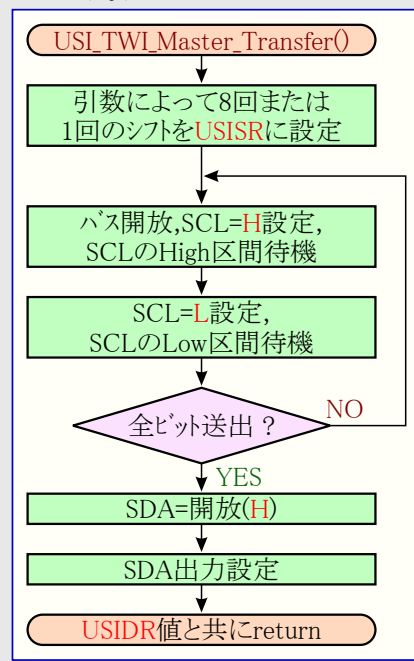 USI_TWI_Master_Transfer()
引数によって8回または
1回のシフトをUSISRに設定
バス開放,SCL=H設定,
SCLのHigh区間待機
SCL=L設定,
SCLのLow区間待機
全ビット送出 ?
NO
YES
SDA=開放(H)
SDA出力設定
USIDR値と共にreturn